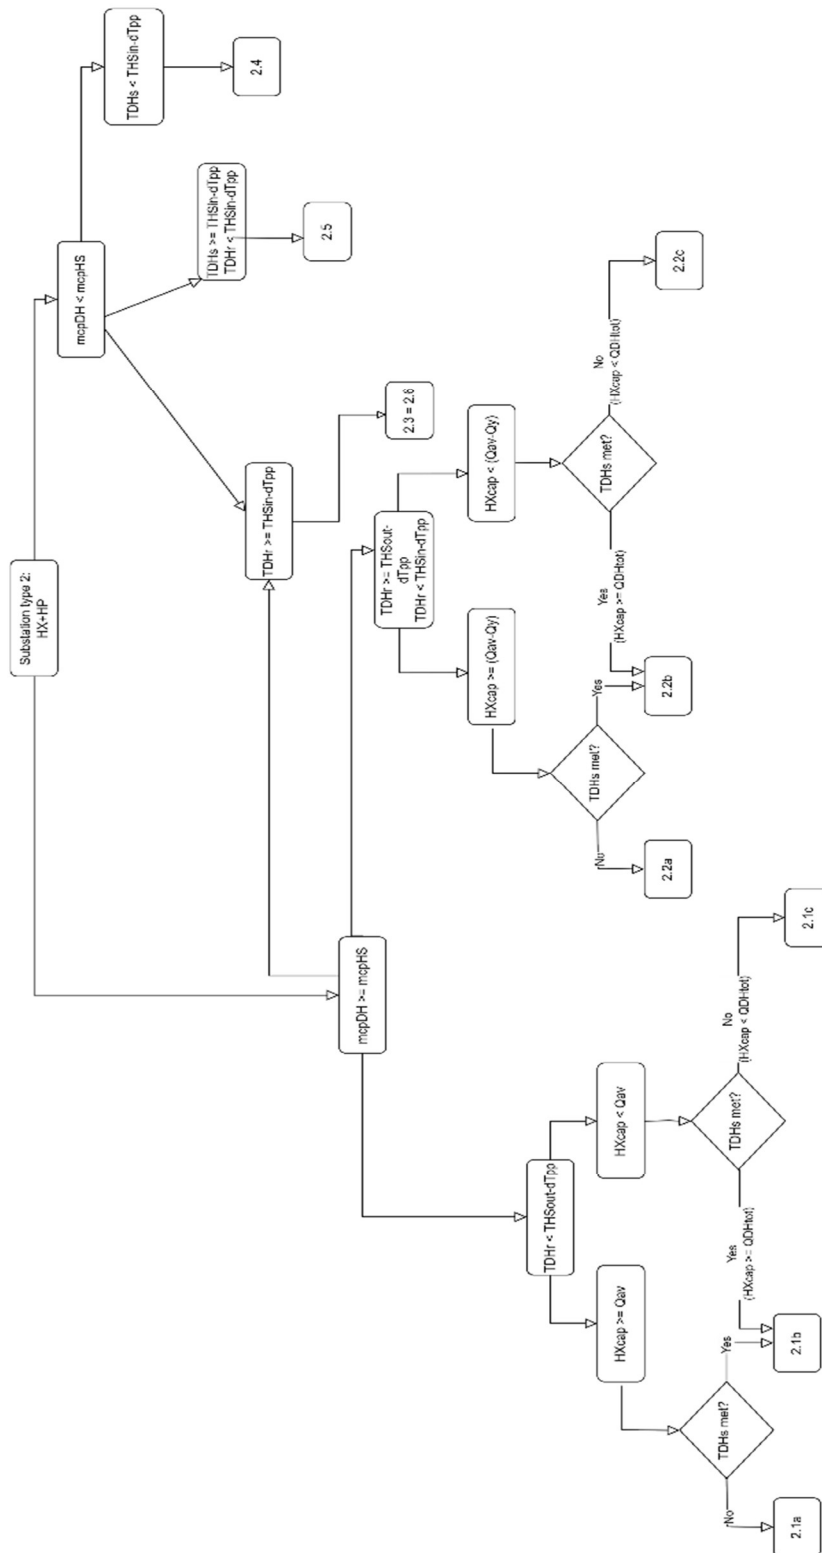 Substation type 2:
HX+HP
mcpDH >= mcpHS
mcpDH < mcpHS
TDHr < THSout-dTpp
TDHr >= THSout-
dTpp
TDHr < THSin-dTpp
TDHr >= THSin-dTpp
TDHs >= THSin-dTpp
TDHr < THSin-dTpp
TDHs < THSin-dTpp
2.3 = 2.6
2.5
2.4
HXcap >= Qav
HXcap < Qav
HXcap >= (Qav-Qy)
HXcap < (Qav-Qy)
TDHs met?
TDHs met?
TDHs met?
TDHs met?
No
Yes
Yes
(HXcap >= QDHtot)
No
(HXcap < QDHtot)
No
Yes
Yes
(HXcap >= QDHtot)
No
(HXcap < QDHtot)
2.1a
2.1b
2.1c
2.2a
2.2b
2.2c